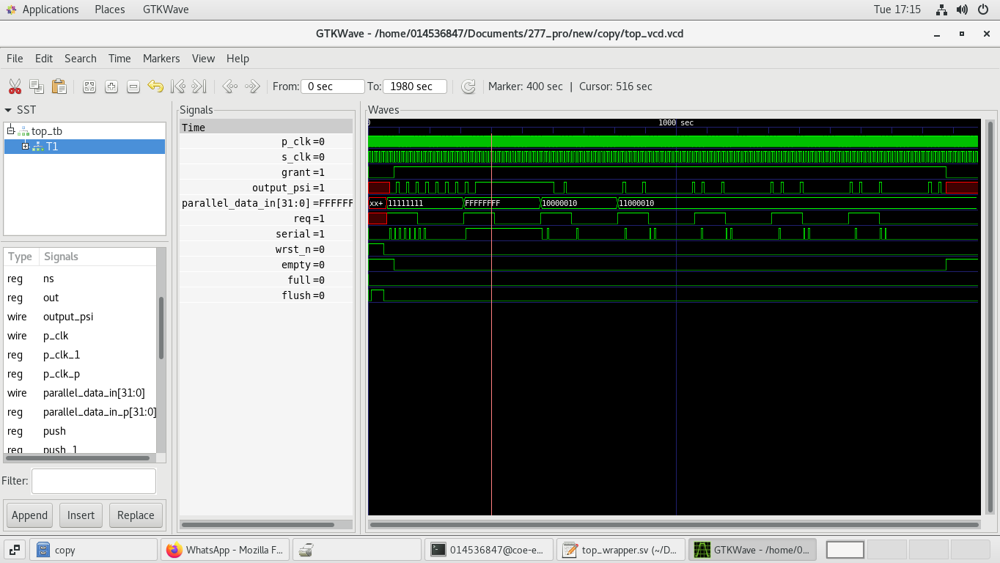 Applications Places GTKWave Tue 17:15
GTKWave - /home/014536847/Documents/277_pro/new/copy/top_vcd.vcd
File Edit Search Time Markers View Help
From: 0 sec To: 1980 sec Marker: 400 sec | Cursor: 516 sec
SST
top_tb
T1
Type Signals
reg ns
reg out
wire output_psi
wire p_clk
reg p_clk_1
reg p_clk_p
wire parallel_data_in[31:0]
reg parallel_data_in_p[31:0]
reg push
reg push_1
Filter:
Append Insert Replace
Signals
Time
p_clk=0
s_clk=0
grant=1
output_psi=1
parallel_data_in[31:0]=FFFFFF
req=1
serial=1
wrst_n=0
empty=0
full=0
flush=0
Waves
0 1000 sec
xx+ 11111111 FFFFFFFF 10000010 11000010
copy WhatsApp - Mozilla F... 014536847@coe-e... top_wrapper.sv (~/D... GTKWave - /home/0...